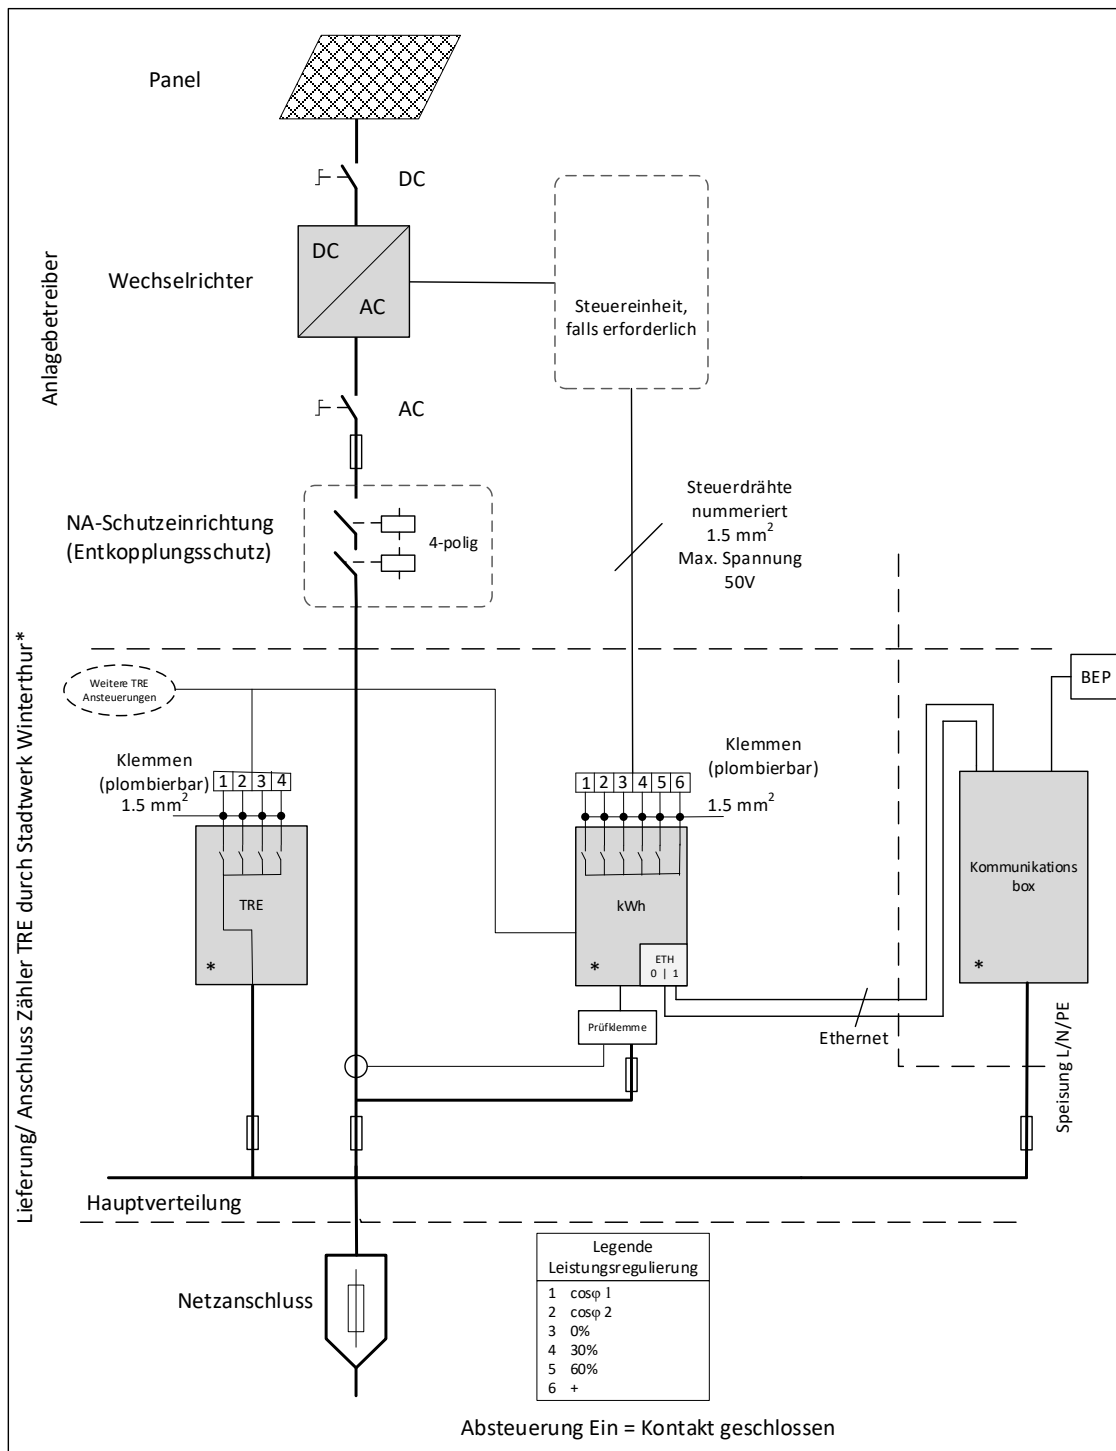 Panel
DC
DC
AC
Wechselrichter
Steuereinheit,
falls erforderlich
Anlagebetreiber
AC
NA-Schutzeinrichtung
(Entkopplungsschutz)
4-polig
Steuerdrähte
nummeriert
1.5 mm²
Max. Spannung
50V
Lieferung/ Anschluss Zähler TRE durch Stadtwerk Winterthur*
Weitere TRE
Ansteuerungen
BEP
Klemmen
(plombierbar)
1.5 mm²
1 2 3 4
TRE
*
1 2 3 4 5 6
Klemmen
(plombierbar)
1.5 mm²
kWh
*
ETH
0 | 1
Kommunikations
box
*
Prüfklemme
Ethernet
Speisung L/N/PE
Hauptverteilung
Netzanschluss
Legende
Leistungsregulierung
1 cosφ 1
2 cosφ 2
3 0%
4 30%
5 60%
6 +
Absteuerung Ein = Kontakt geschlossen